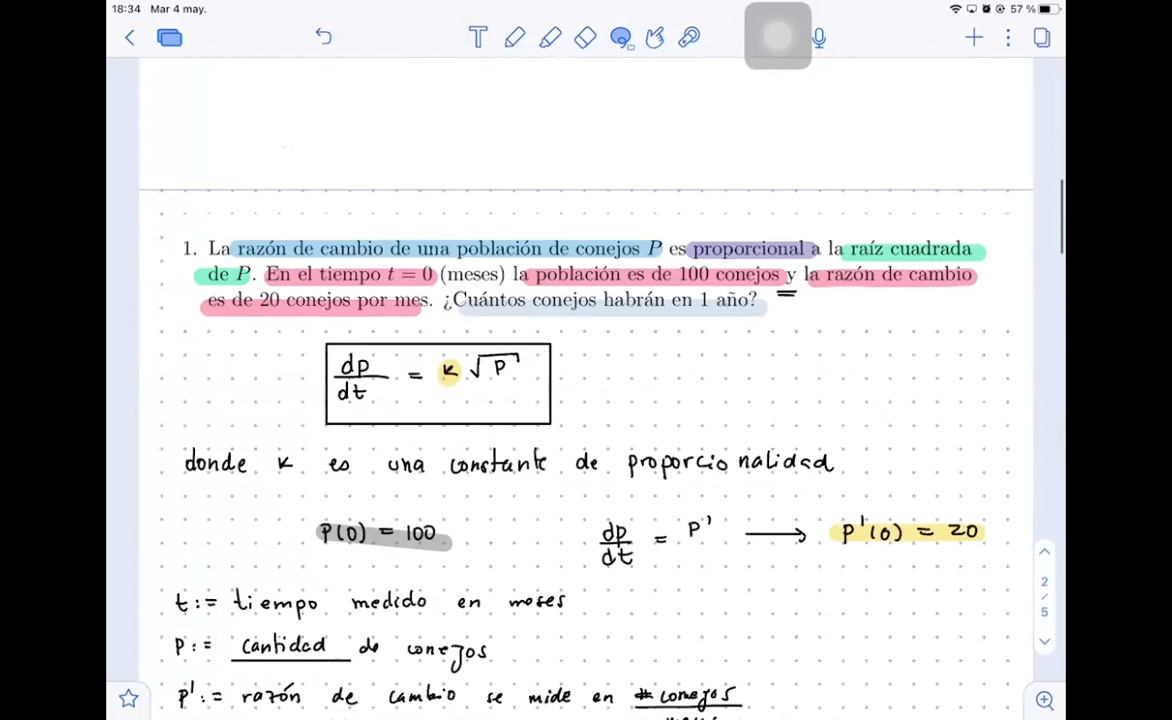 18:34 Mar 4 may. 57 %
1. La razón de cambio de una población de conejos P es proporcional a la raíz cuadrada
de P. En el tiempo t = 0 (meses) la población es de 100 conejos y la razón de cambio
es de 20 conejos por mes. ¿Cuántos conejos habrán en 1 año?
dp/dt = k √P
donde k es una constante de proporcionalidad
P(0) = 100 dp/dt = P' → P'(0) = 20
t := tiempo medido en meses
P := cantidad de conejos
P' := razón de cambio se mide en # conejos
2 / 5